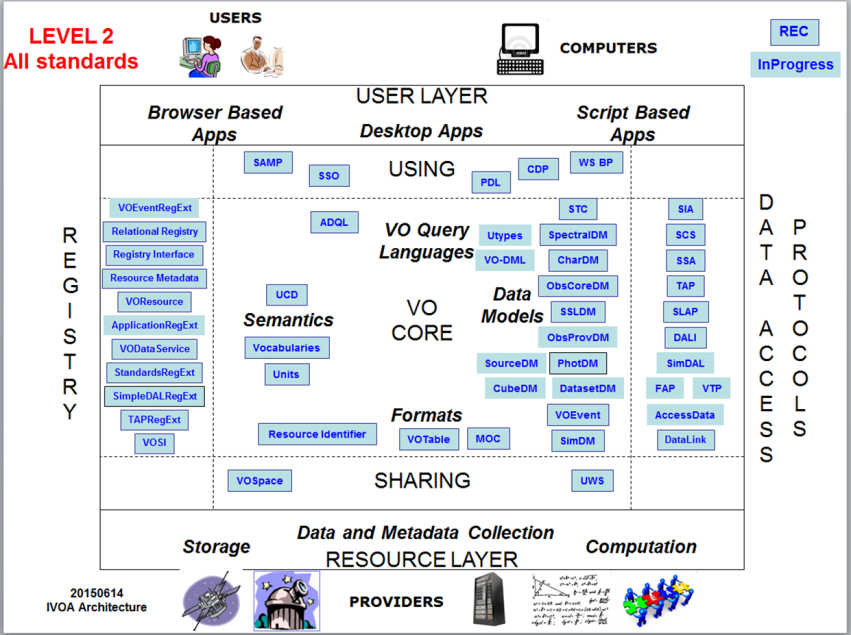 USERS
LEVEL 2
All standards
COMPUTERS
REC
InProgress
USER LAYER
Browser Based
Apps
Desktop Apps
Script Based
Apps
SAMP
SSO
USING
PDL
CDP
WS BP
REGISTRY
VOEventRegExt
Relational Registry
Registry Interface
Resource Metadata
VOResource
ApplicationRegExt
VODataService
StandardsRegExt
SimpleDALRegExt
TAPRegExt
VOSI
ADQL
VO Query
Languages
UCD
Semantics
Vocabularies
Units
VO
CORE
Resource Identifier
Formats
VOTable
MOC
Data
Models
STC
Utypes
SpectralDM
VO-DML
CharDM
ObsCoreDM
SSLDM
ObsProvDM
SourceDM
PhotDM
CubeDM
DatasetDM
VOEvent
SimDM
SIA
SCS
SSA
TAP
SLAP
DALI
SimDAL
FAP
VTP
AccessData
DataLink
DATA ACCESS
PROTOCOLS
VOSpace
SHARING
UWS
Data and Metadata Collection
Storage
RESOURCE LAYER
Computation
20150614
IVOA Architecture
PROVIDERS